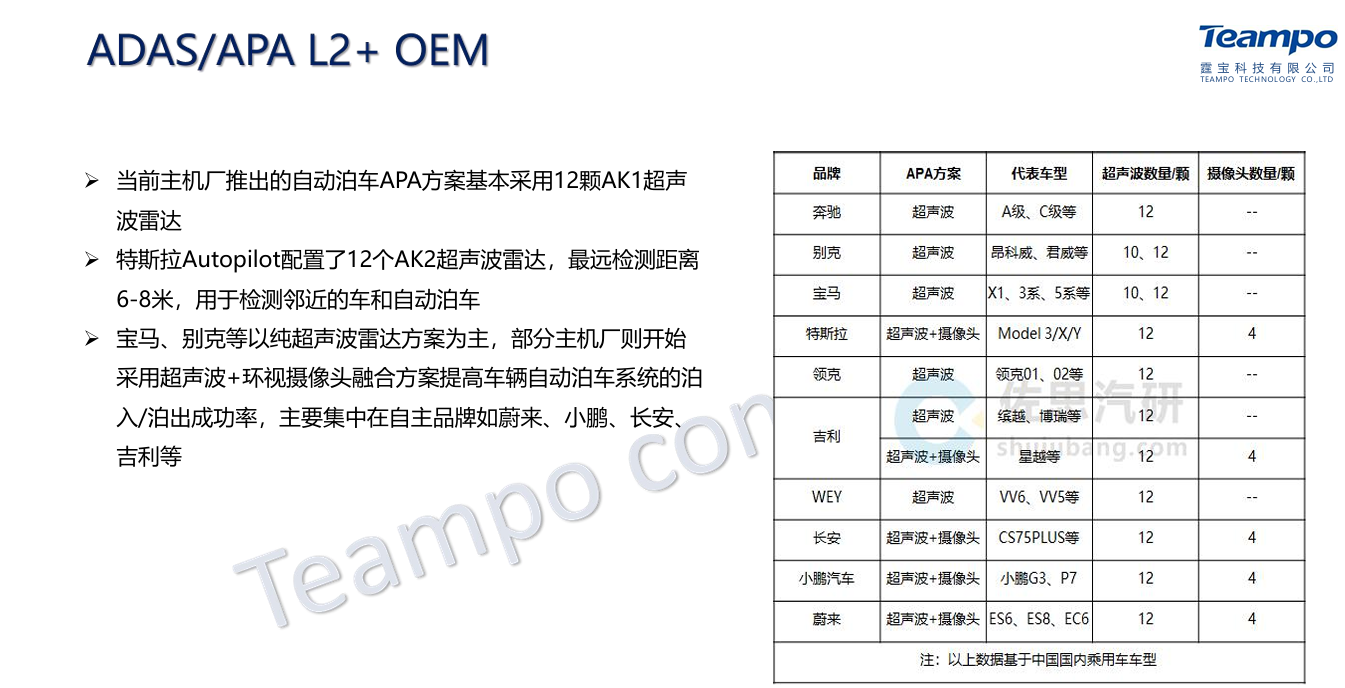 ADAS/APA L2+ OEM
Teampo
霆宝科技有限公司
TEAMPO TECHNOLOGY CO.,LTD
当前主机厂推出的自动泊车APA方案基本采用12颗AK1超声
波雷达
特斯拉Autopilot配置了12个AK2超声波雷达，最远检测距离
6-8米，用于检测邻近的车和自动泊车
宝马、别克等以纯超声波雷达方案为主，部分主机厂则开始
采用超声波+环视摄像头融合方案提高车辆自动泊车系统的泊
入/泊出成功率，主要集中在自主品牌如蔚来、小鹏、长安、
吉利等
品牌 APA方案 代表车型 超声波数量/颗 摄像头数量/颗
奔驰 超声波 A级、C级等 12 --
别克 超声波 昂科威、君威等 10、12 --
宝马 超声波 X1、3系、5系等 10、12 --
特斯拉 超声波+摄像头 Model 3/X/Y 12 4
领克 超声波 领克01、02等 12 --
吉利 超声波 缤越、博瑞等 12 --
超声波+摄像头 星越等 12 4
WEY 超声波 VV6、VV5等 12 --
长安 超声波+摄像头 CS75PLUS等 12 4
小鹏汽车 超声波+摄像头 小鹏G3、P7 12 4
蔚来 超声波+摄像头 ES6、ES8、EC6 12 4
注：以上数据基于中国国内乘用车车型
佐思汽研
shujubang.com
Teampo con